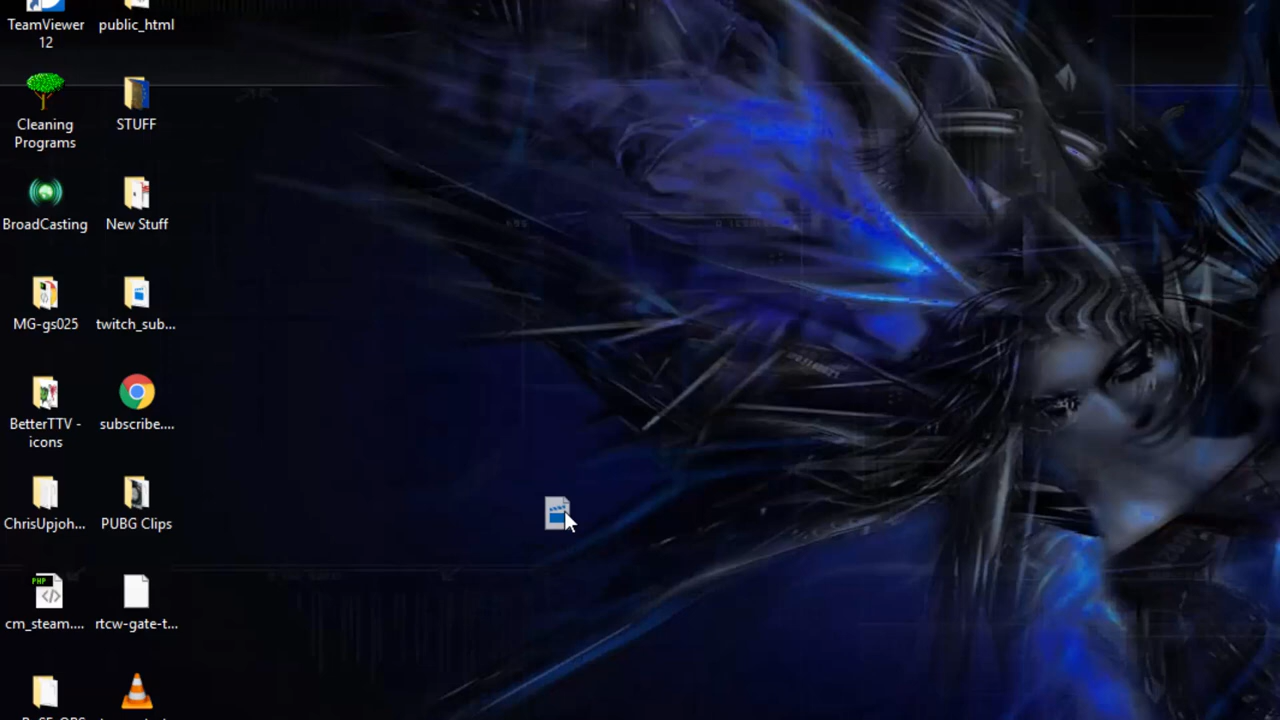 TeamViewer
12
public_html
Cleaning
Programs
STUFF
BroadCasting
New Stuff
MG-gs025
twitch_sub...
BetterTTV -
icons
subscribe....
ChrisUpjoh...
PUBG Clips
PHP
cm_steam....
rtcw-gate-t...